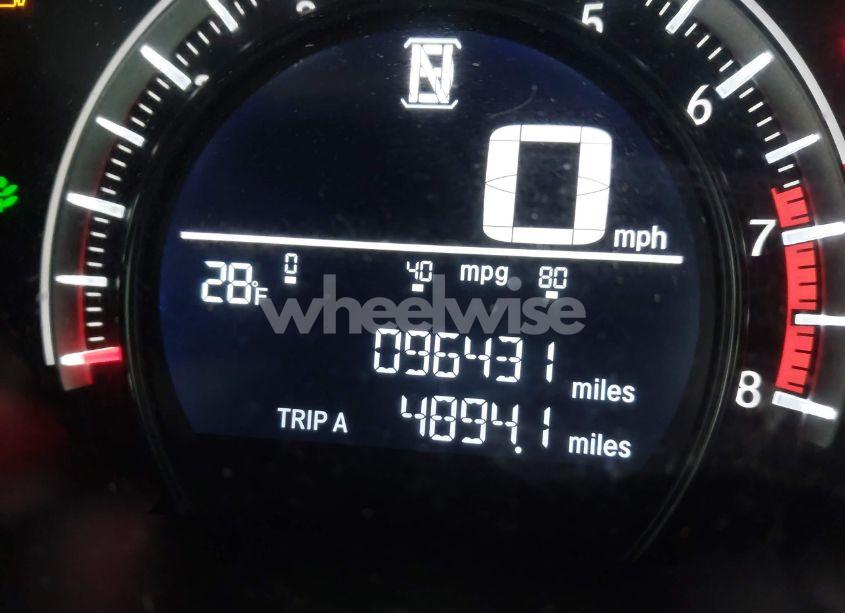 5
6
N
0 mph
7
28°F 0 40 mpg 80
wheelwise
096431 miles
8
TRIP A 4894.1 miles